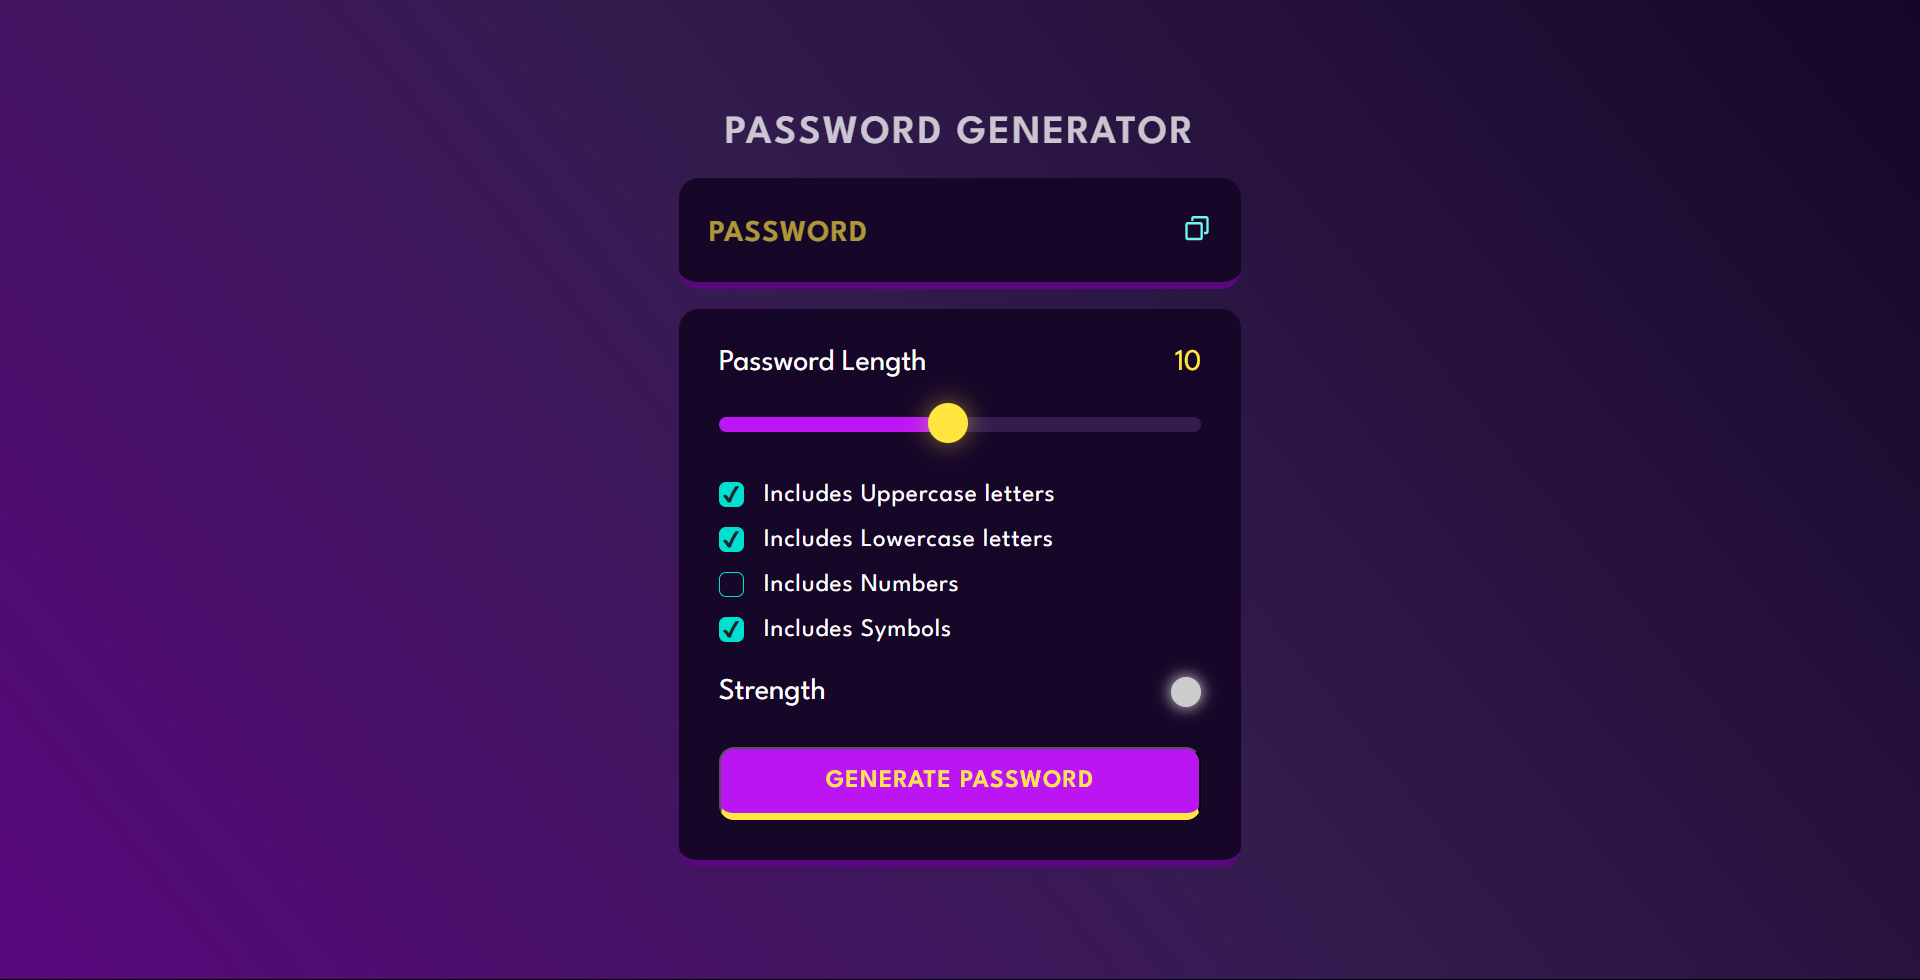 PASSWORD GENERATOR
PASSWORD
Password Length 10
Includes Uppercase letters
Includes Lowercase letters
Includes Numbers
Includes Symbols
Strength
GENERATE PASSWORD